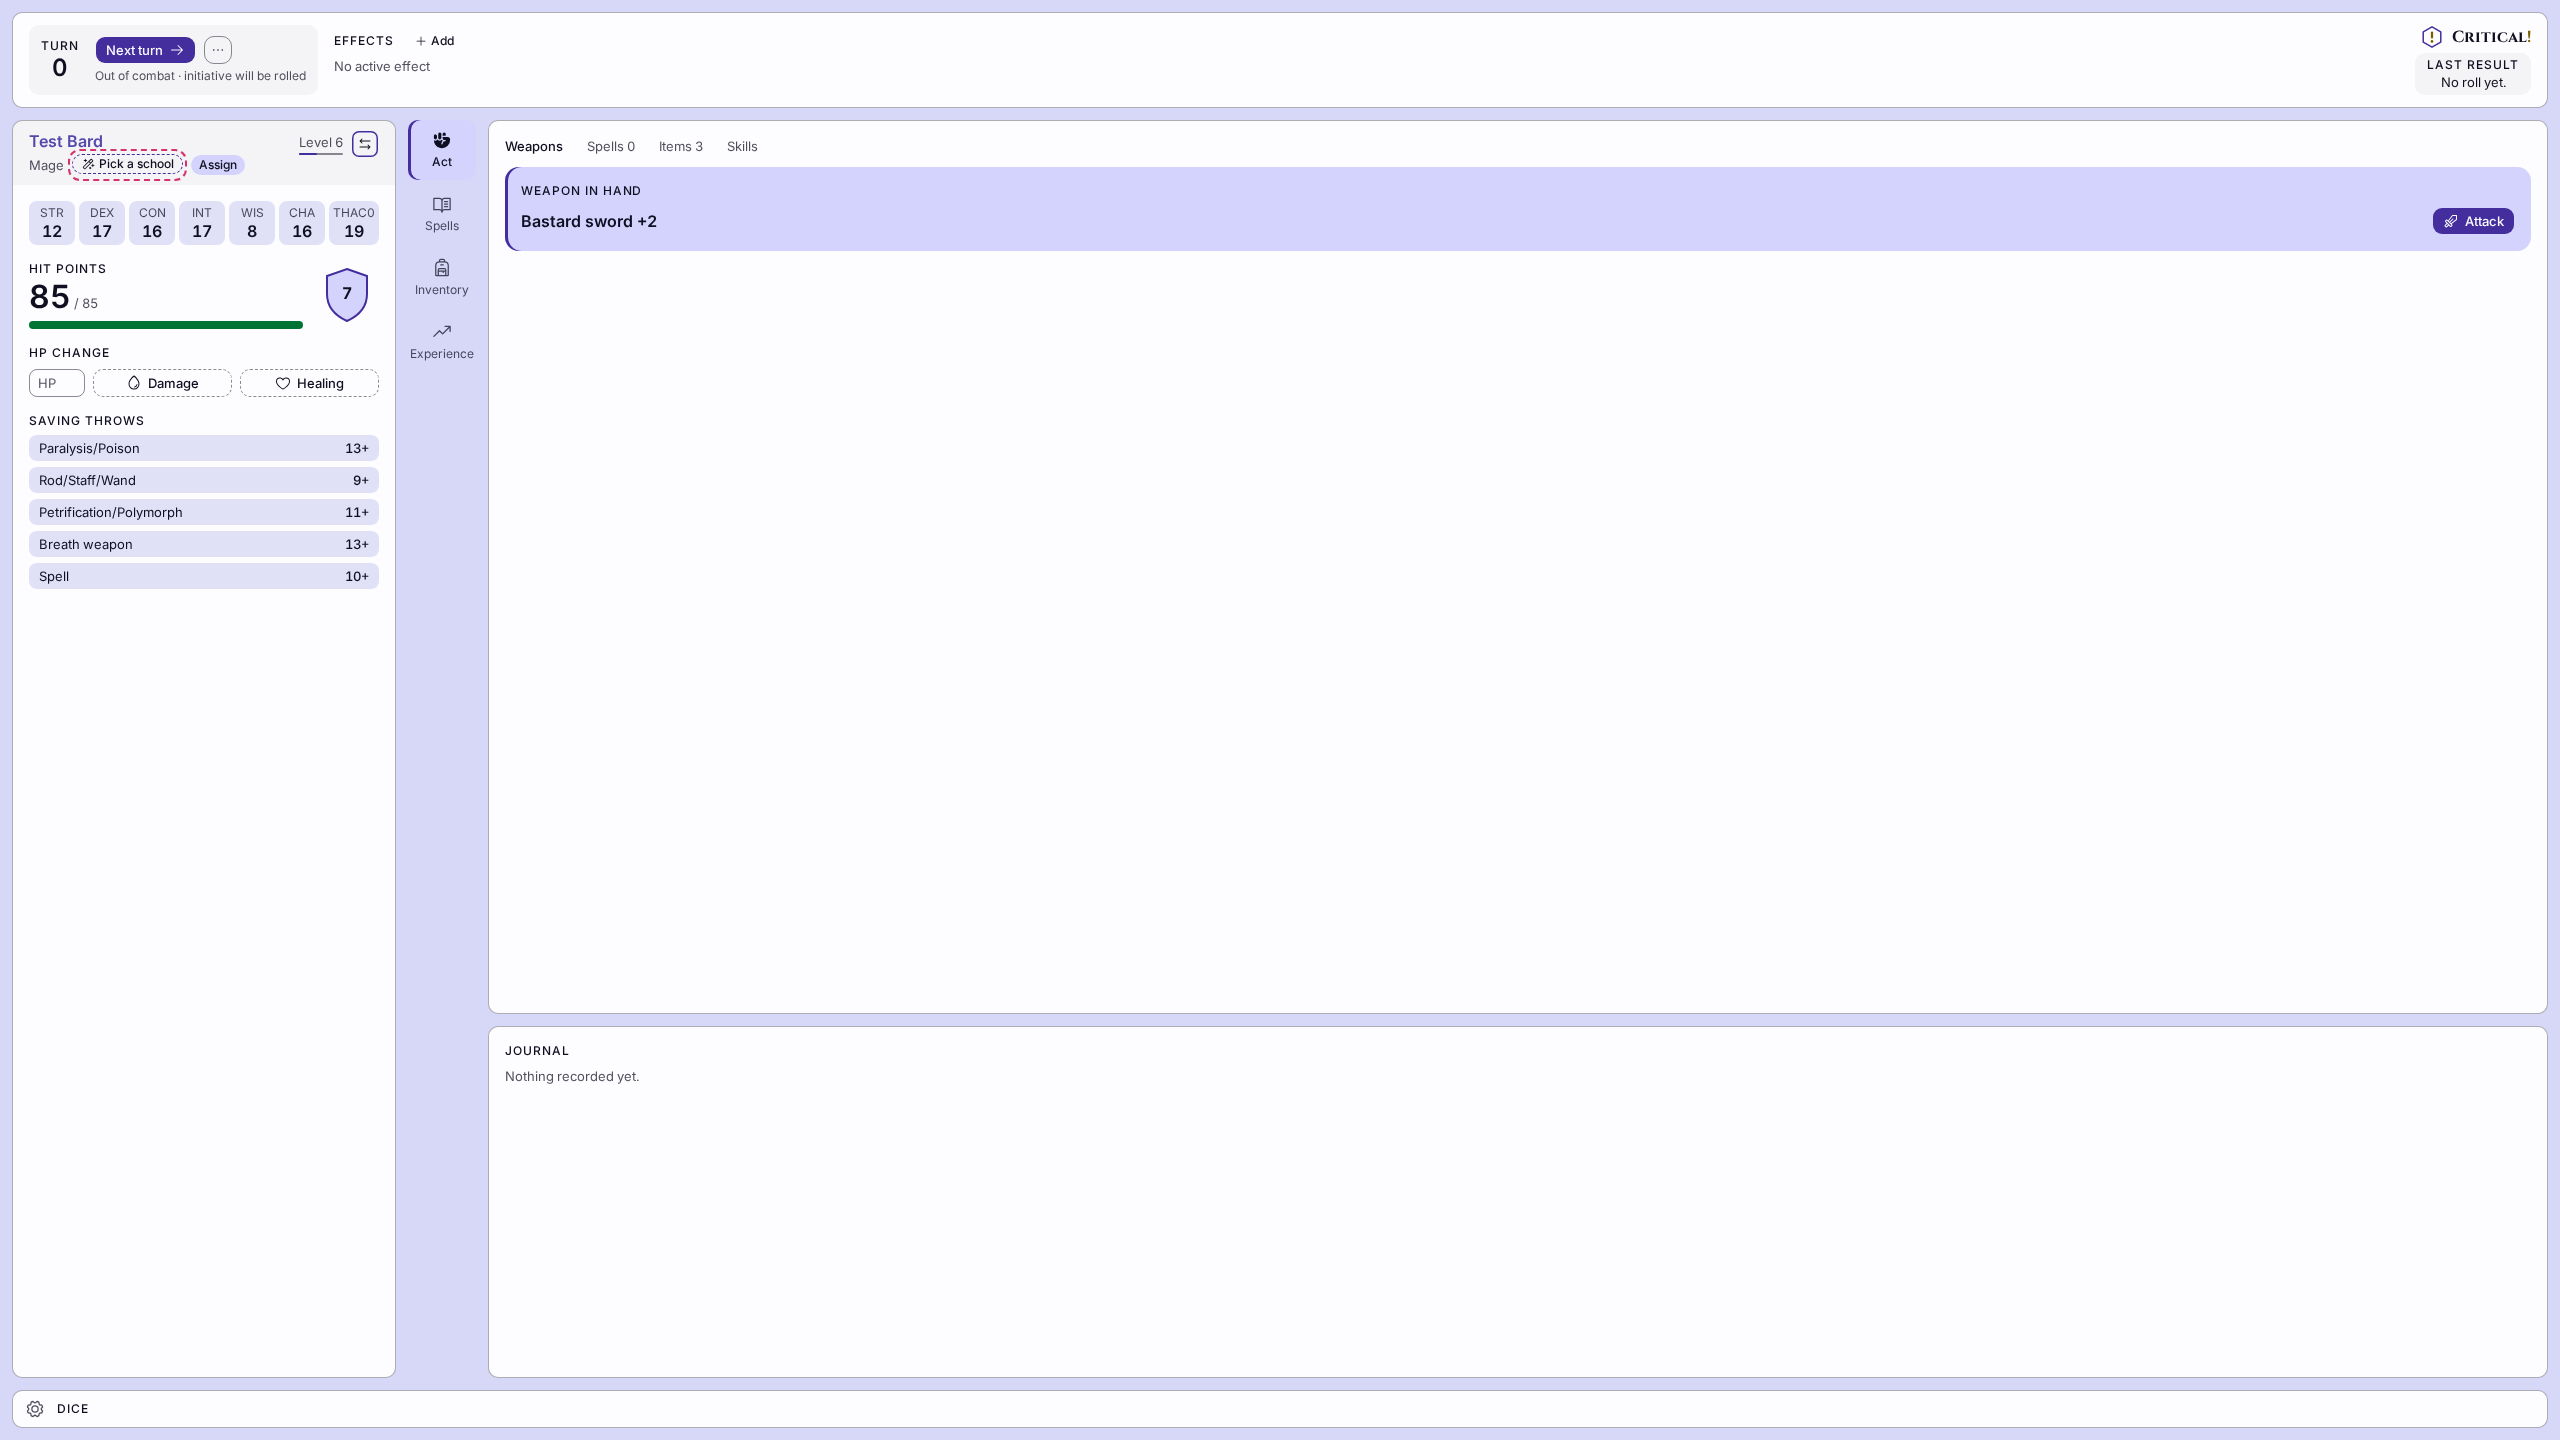 TURN
0
Next turn
Out of combat · initiative will be rolled
EFFECTS
Add
No active effect
Critical!
LAST RESULT
No roll yet.
Test Bard
Level 6
Mage
Pick a school
Assign
STR
12
DEX
17
CON
16
INT
17
WIS
8
CHA
16
THAC0
19
HIT POINTS
85 / 85
7
HP CHANGE
HP
Damage
Healing
SAVING THROWS
Paralysis/Poison 13+
Rod/Staff/Wand 9+
Petrification/Polymorph 11+
Breath weapon 13+
Spell 10+
Act
Spells
Inventory
Experience
Weapons
Spells 0
Items 3
Skills
WEAPON IN HAND
Bastard sword +2
Attack
JOURNAL
Nothing recorded yet.
DICE